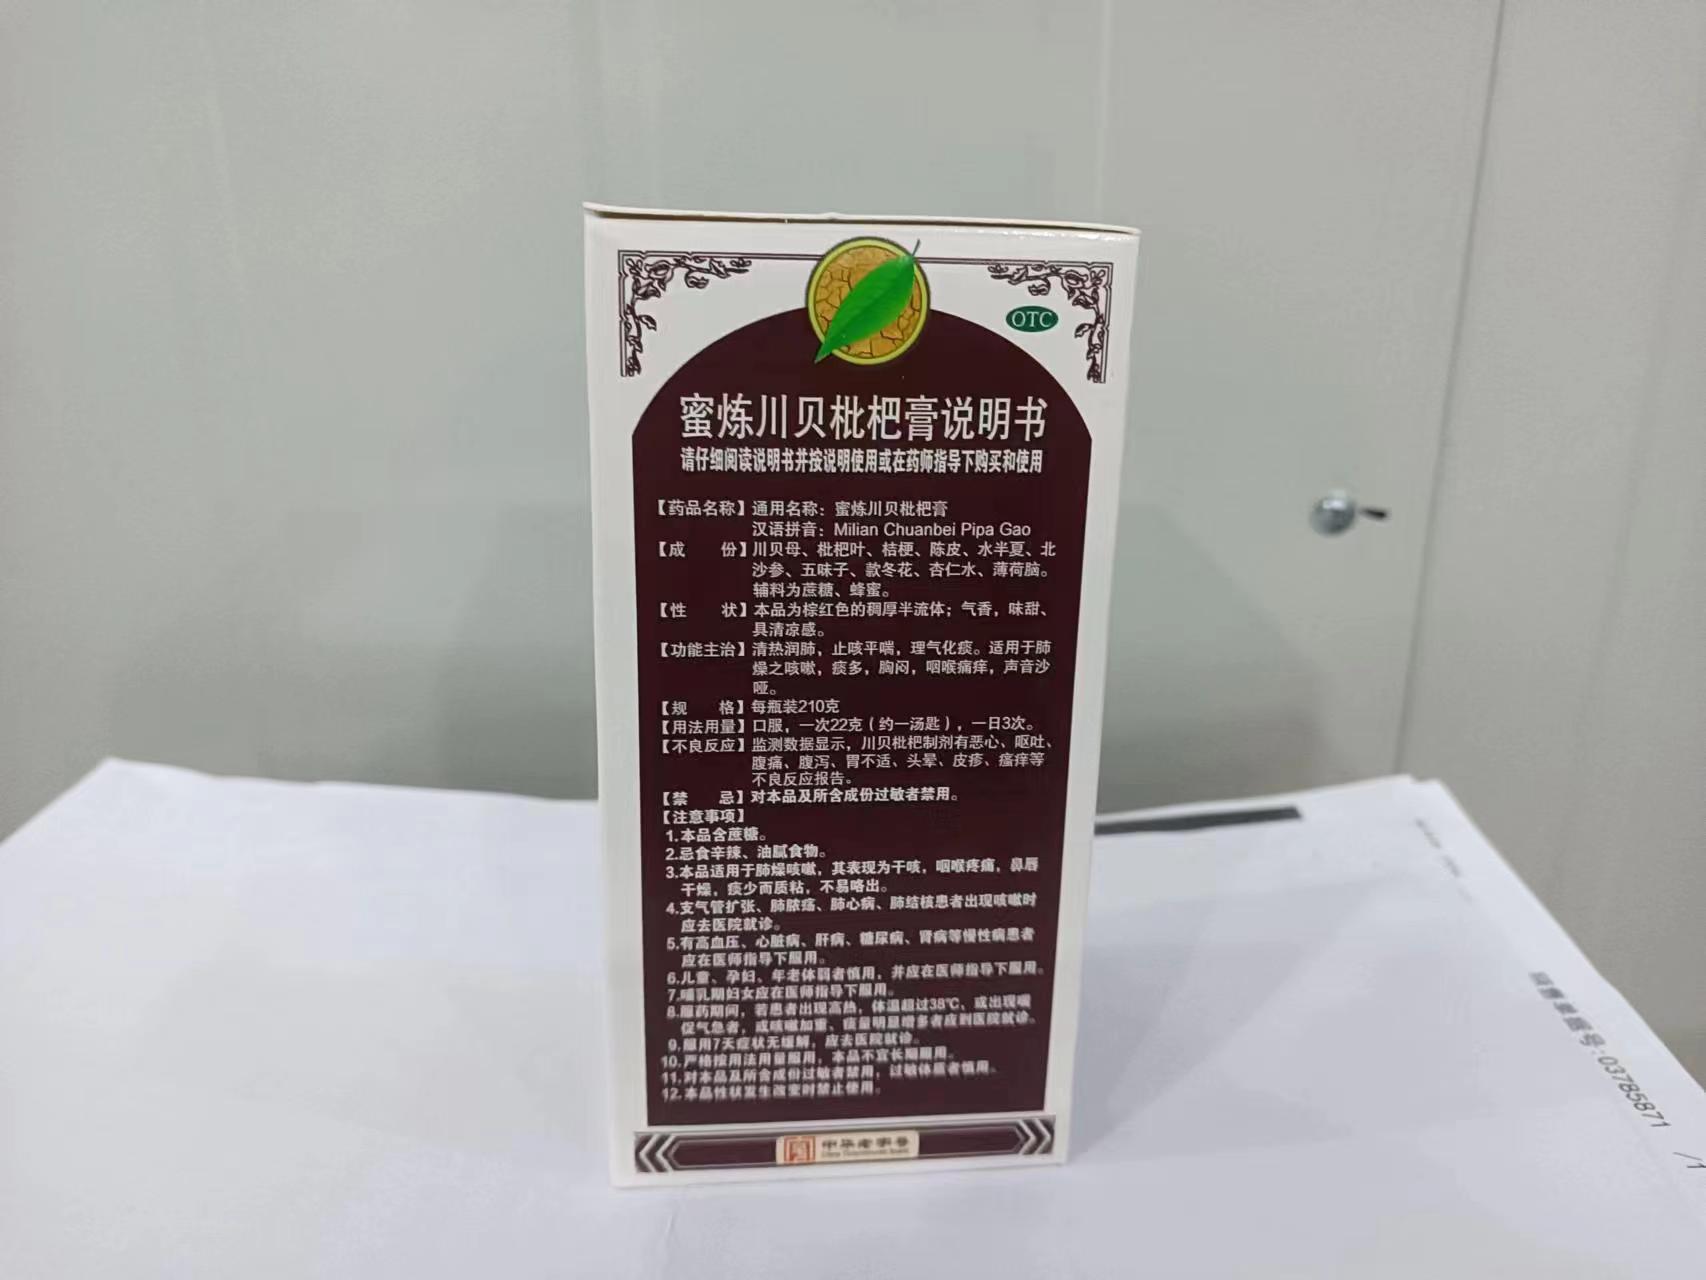 OTC
蜜炼川贝枇杷膏说明书
请仔细阅读说明书并按说明使用或在药师指导下购买和使用
【药品名称】通用名称：蜜炼川贝枇杷膏
汉语拼音：Milian Chuanbei Pipa Gao
【成 份】川贝母、枇杷叶、桔梗、陈皮、水半夏、北
沙参、五味子、款冬花、杏仁水、薄荷脑。
辅料为蔗糖、蜂蜜。
【性 状】本品为棕红色的稠厚半流体；气香，味甜、
具清凉感。
【功能主治】清热润肺，止咳平喘，理气化痰。适用于肺
燥之咳嗽，痰多，胸闷，咽喉痛痒，声音沙
哑。
【规 格】每瓶装210克
【用法用量】口服，一次22克（约一汤匙），一日3次。
【不良反应】监测数据显示，川贝枇杷制剂有恶心、呕吐、
腹痛、腹泻、胃不适、头晕、皮疹、瘙痒等
不良反应报告。
【禁 忌】对本品及所含成份过敏者禁用。
【注意事项】
1.本品含蔗糖。
2.忌食辛辣、油腻食物。
3.本品适用于肺燥咳嗽，其表现为干咳，咽喉疼痛，鼻唇
干燥，痰少而质粘，不易咯出。
4.支气管扩张、肺脓疡、肺心病、肺结核患者出现咳嗽时
应去医院就诊。
5.有高血压、心脏病、肝病、糖尿病、肾病等慢性病患者
应在医师指导下服用。
6.儿童、孕妇、年老体弱者慎用，并应在医师指导下服用。
7.哺乳期妇女应在医师指导下服用。
8.服药期间，若患者出现高热，体温超过38℃，或出现喘
促气急者，或咳嗽加重、痰量明显增多者应到医院就诊。
9.服用7天症状无缓解，应去医院就诊。
10.严格按用法用量服用，本品不宜长期服用。
11.对本品及所含成份过敏者禁用，过敏体质者慎用。
12.本品性状发生改变时禁止使用。
中华老字号
销售单据号：03785871
/1